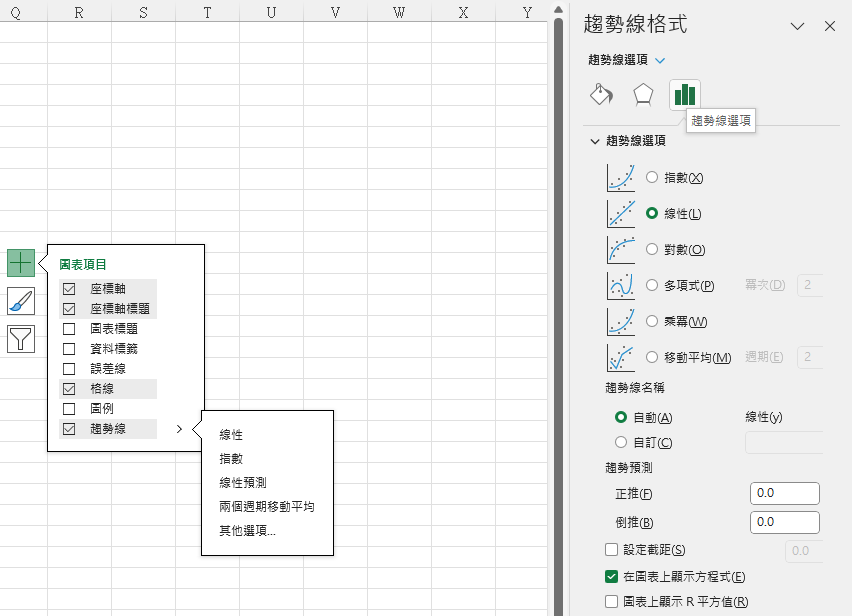 Q R S T U V W X Y
圖表項目
座標軸
座標軸標題
圖表標題
資料標籤
誤差線
格線
圖例
趨勢線
線性
指數
線性預測
兩個週期移動平均
其他選項...
趨勢線格式
趨勢線選項
趨勢線選項
趨勢線選項
指數(X)
線性(L)
對數(O)
多項式(P) 冪次(D) 2
乘冪(W)
移動平均(M) 週期(E) 2
趨勢線名稱
自動(A) 線性(y)
自訂(C)
趨勢預測
正推(F) 0.0
倒推(B) 0.0
設定截距(S) 0.0
在圖表上顯示方程式(E)
圖表上顯示 R 平方值(R)